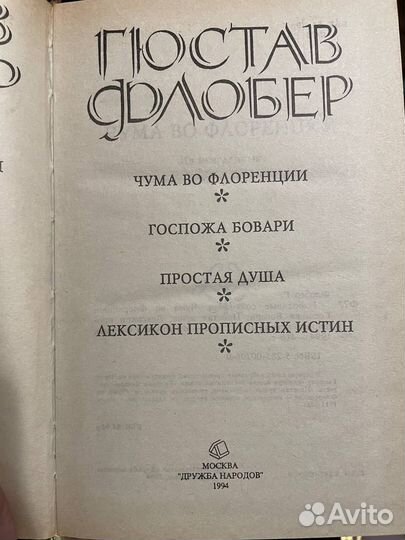 ГЮСТАВ
ФЛОБЕР
ЧУМА ВО ФЛОРЕНЦИИ
*
ГОСПОЖА БОВАРИ
*
ПРОСТАЯ ДУША
*
ЛЕКСИКОН ПРОПИСНЫХ ИСТИН
*
МОСКВА
"ДРУЖБА НАРОДОВ"
1994
Avito